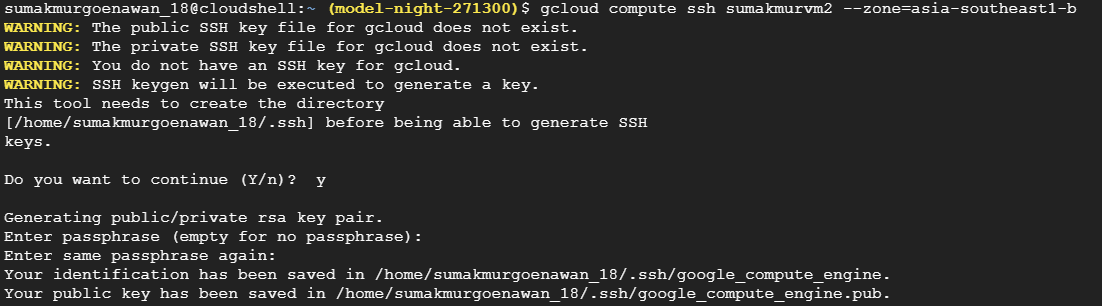 sumakmurgoenawan_18@cloudshell:~ (model-night-271300)$ gcloud compute ssh sumakmurvm2 --zone=asia-southeast1-b
WARNING: The public SSH key file for gcloud does not exist.
WARNING: The private SSH key file for gcloud does not exist.
WARNING: You do not have an SSH key for gcloud.
WARNING: SSH keygen will be executed to generate a key.
This tool needs to create the directory
[/home/sumakmurgoenawan_18/.ssh] before being able to generate SSH
keys.
Do you want to continue (Y/n)?  y
Generating public/private rsa key pair.
Enter passphrase (empty for no passphrase):
Enter same passphrase again:
Your identification has been saved in /home/sumakmurgoenawan_18/.ssh/google_compute_engine.
Your public key has been saved in /home/sumakmurgoenawan_18/.ssh/google_compute_engine.pub.